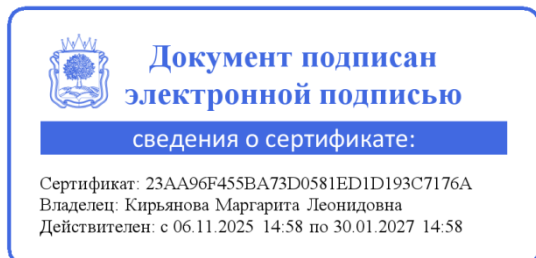 Документ подписан
электронной подписью
сведения о сертификате:
Сертификат: 23AA96F455BA73D0581ED1D193C7176A
Владелец: Кирьянова Маргарита Леонидовна
Действителен: с 06.11.2025 14:58 по 30.01.2027 14:58